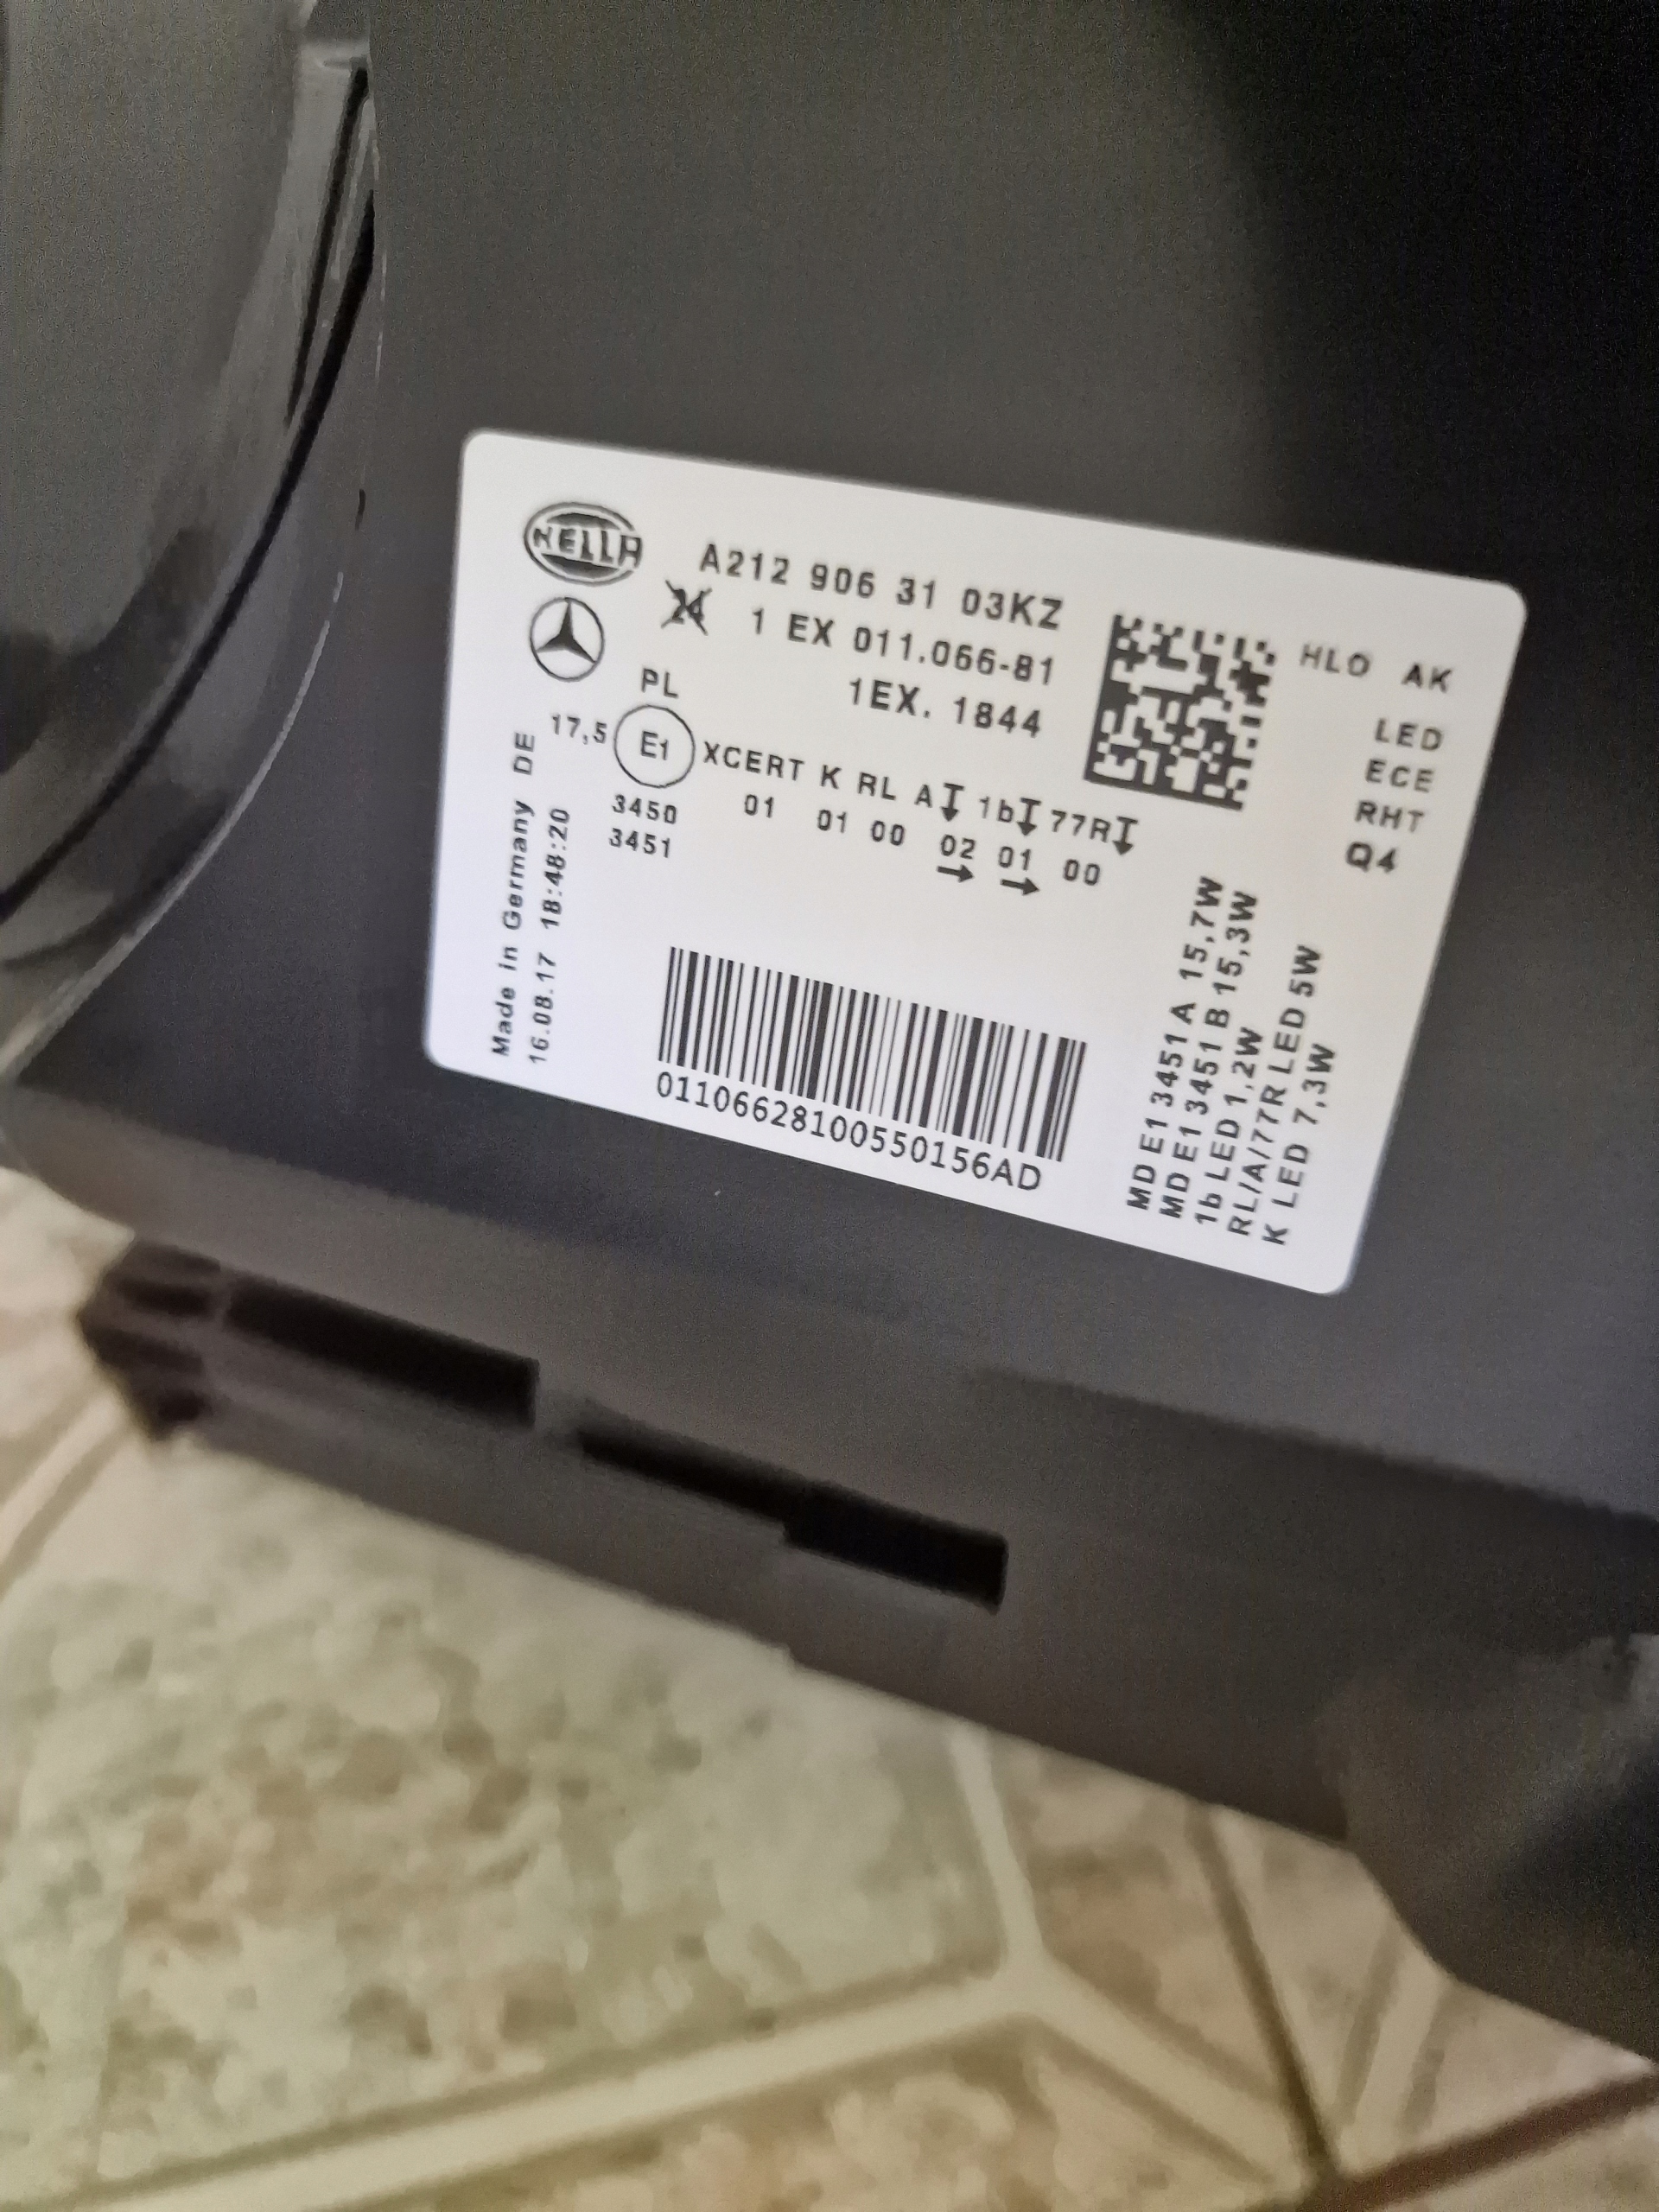 HELLA
A212 906 31 03KZ
24 1 EX 011.066-81
1EX. 1844
HLO AK
LED
ECE
RHT
Q4
PL
17,5 E1 XCERT K RL A 1b 77R
3450 01 01 00 02 01 00
3451
Made in Germany DE
16.08.17 18:48:20
01106628100550156AD
MD E1 3451 A 15,7W
MD E1 3451 B 15,3W
1b LED 1,2W
RL/A/77R LED 5W
K LED 7,3W